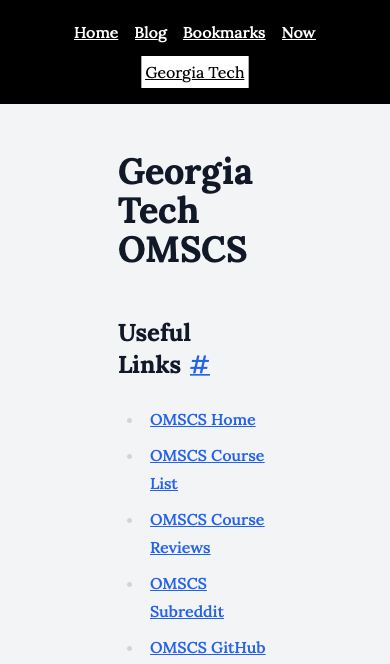 Home Blog Bookmarks Now
Georgia Tech
Georgia
Tech
OMSCS
Useful
Links #
OMSCS Home
OMSCS Course
List
OMSCS Course
Reviews
OMSCS
Subreddit
OMSCS GitHub